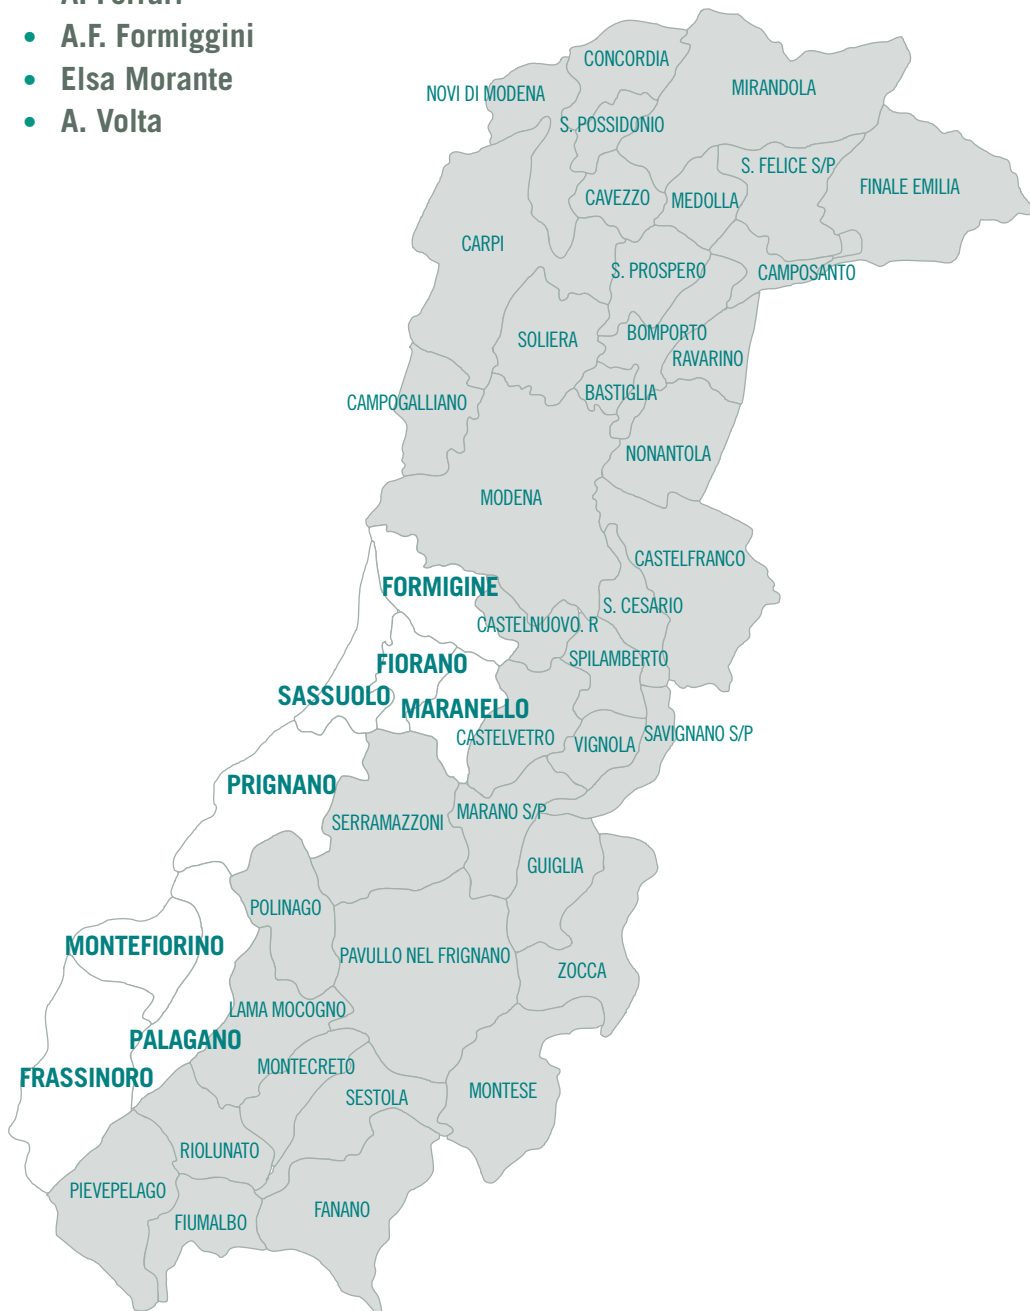 • A.F. Formiggini
• Elsa Morante
• A. Volta
CONCORDIA
MIRANDOLA
NOVI DI MODENA
S. POSSIDONIO
S. FELICE S/P
FINALE EMILIA
CAVEZZO
MEDOLLA
CARPI
S. PROSPERO
CAMPOSANTO
SOLIERA
BOMPORTO
RAVARINO
BASTIGLIA
CAMPOGALLIANO
NONANTOLA
MODENA
CASTELFRANCO
FORMIGINE
S. CESARIO
CASTELNUOVO. R
FIORANO
SPILAMBERTO
SASSUOLO
MARANELLO
CASTELVETRO
VIGNOLA
SAVIGNANO S/P
PRIGNANO
MARANO S/P
SERRAMAZZONI
GUIGLIA
POLINAGO
MONTEFIORINO
PAVULLO NEL FRIGNANO
ZOCCA
LAMA MOCOGNO
PALAGANO
MONTECRETO
FRASSINORO
SESTOLA
MONTESE
RIOLUNATO
PIEVEPELAGO
FANANO
FIUMALBO